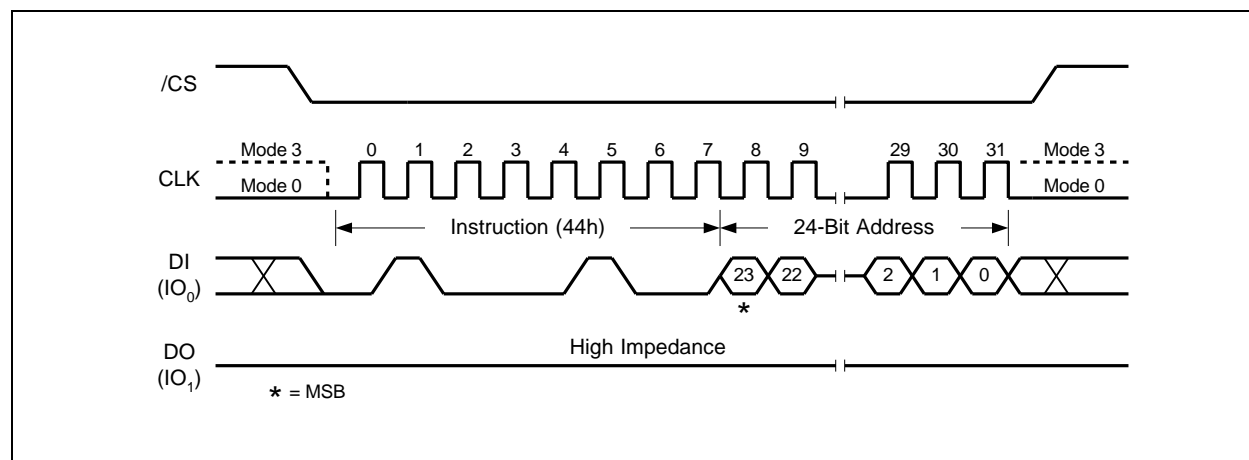 /CS
Mode 3 0 1 2 3 4 5 6 7 8 9 29 30 31 Mode 3
CLK
Mode 0 Mode 0
Instruction (44h) 24-Bit Address
DI
(IO0)
23 22 2 1 0
*
High Impedance
DO
(IO1)
* = MSB